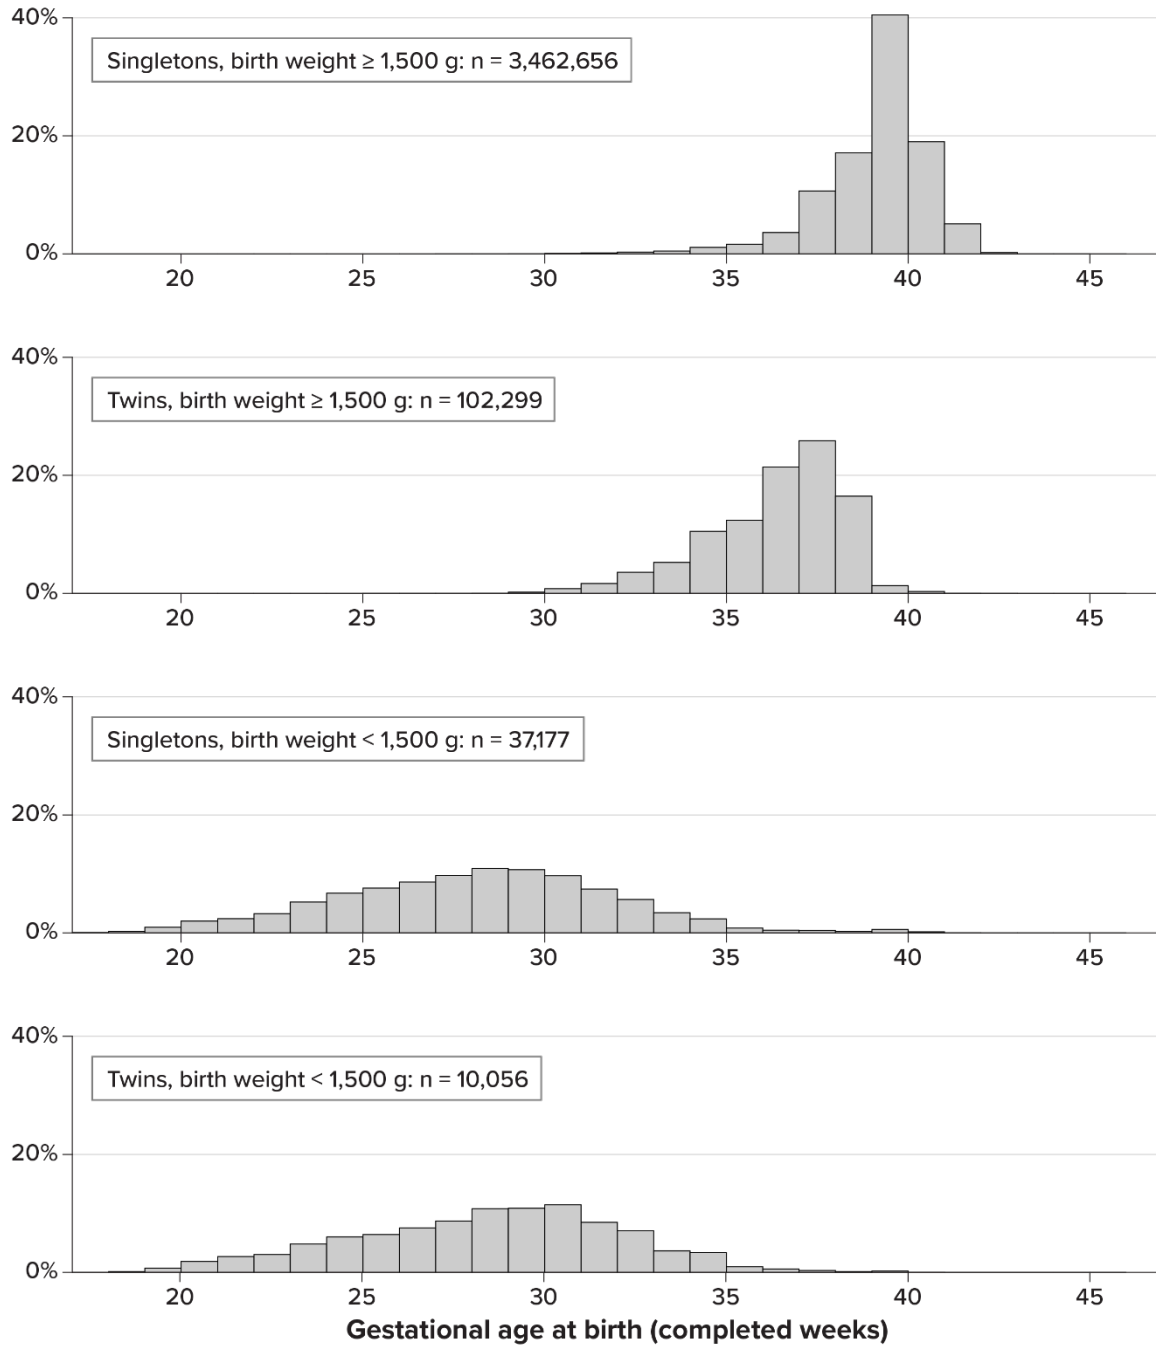 40%
Singletons, birth weight ≥ 1,500 g: n = 3,462,656
20%
0%
20 25 30 35 40 45
40%
Twins, birth weight ≥ 1,500 g: n = 102,299
20%
0%
20 25 30 35 40 45
40%
Singletons, birth weight < 1,500 g: n = 37,177
20%
0%
20 25 30 35 40 45
40%
Twins, birth weight < 1,500 g: n = 10,056
20%
0%
20 25 30 35 40 45
Gestational age at birth (completed weeks)